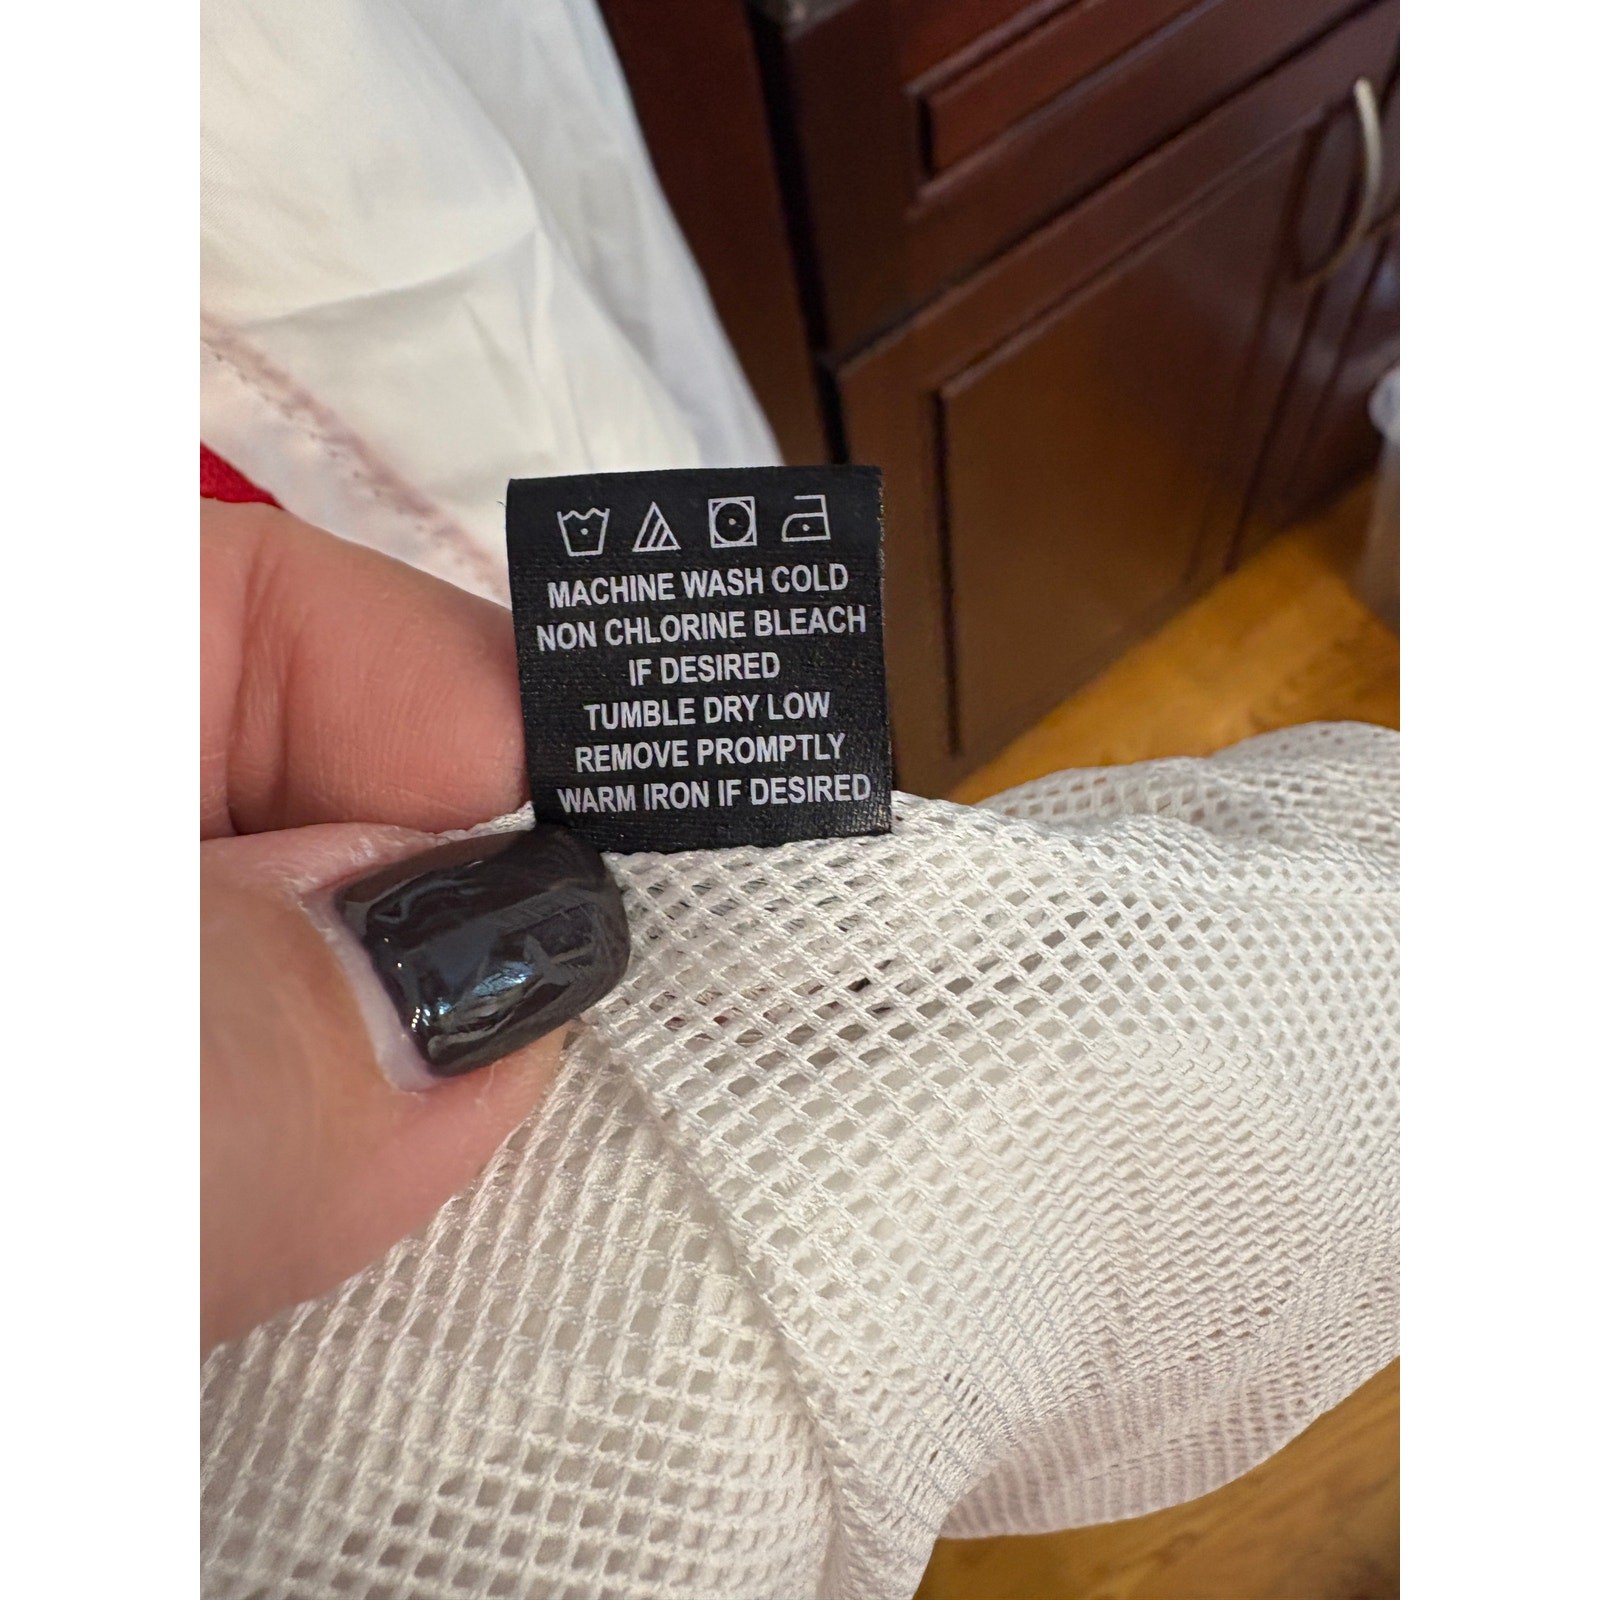 MACHINE WASH COLD
NON CHLORINE BLEACH
IF DESIRED
TUMBLE DRY LOW
REMOVE PROMPTLY
WARM IRON IF DESIRED